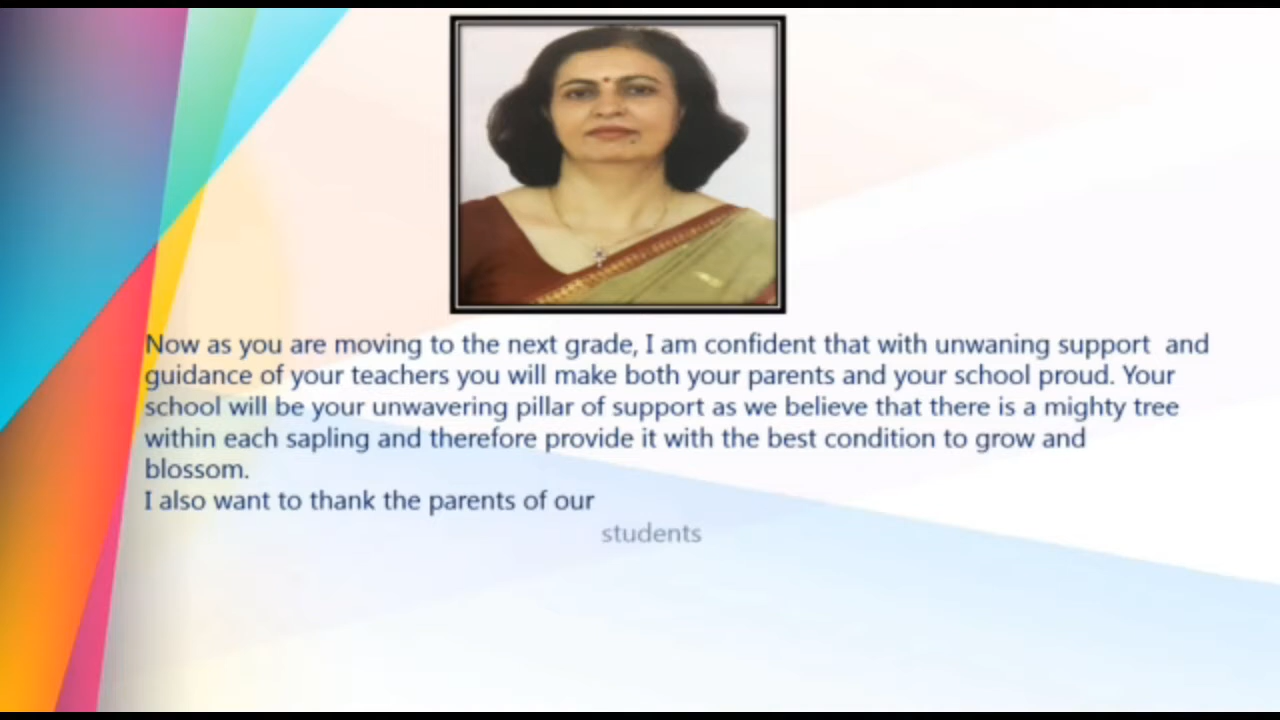 Now as you are moving to the next grade, I am confident that with unwaning support  and
guidance of your teachers you will make both your parents and your school proud. Your
school will be your unwavering pillar of support as we believe that there is a mighty tree
within each sapling and therefore provide it with the best condition to grow and
blossom.
I also want to thank the parents of our
students